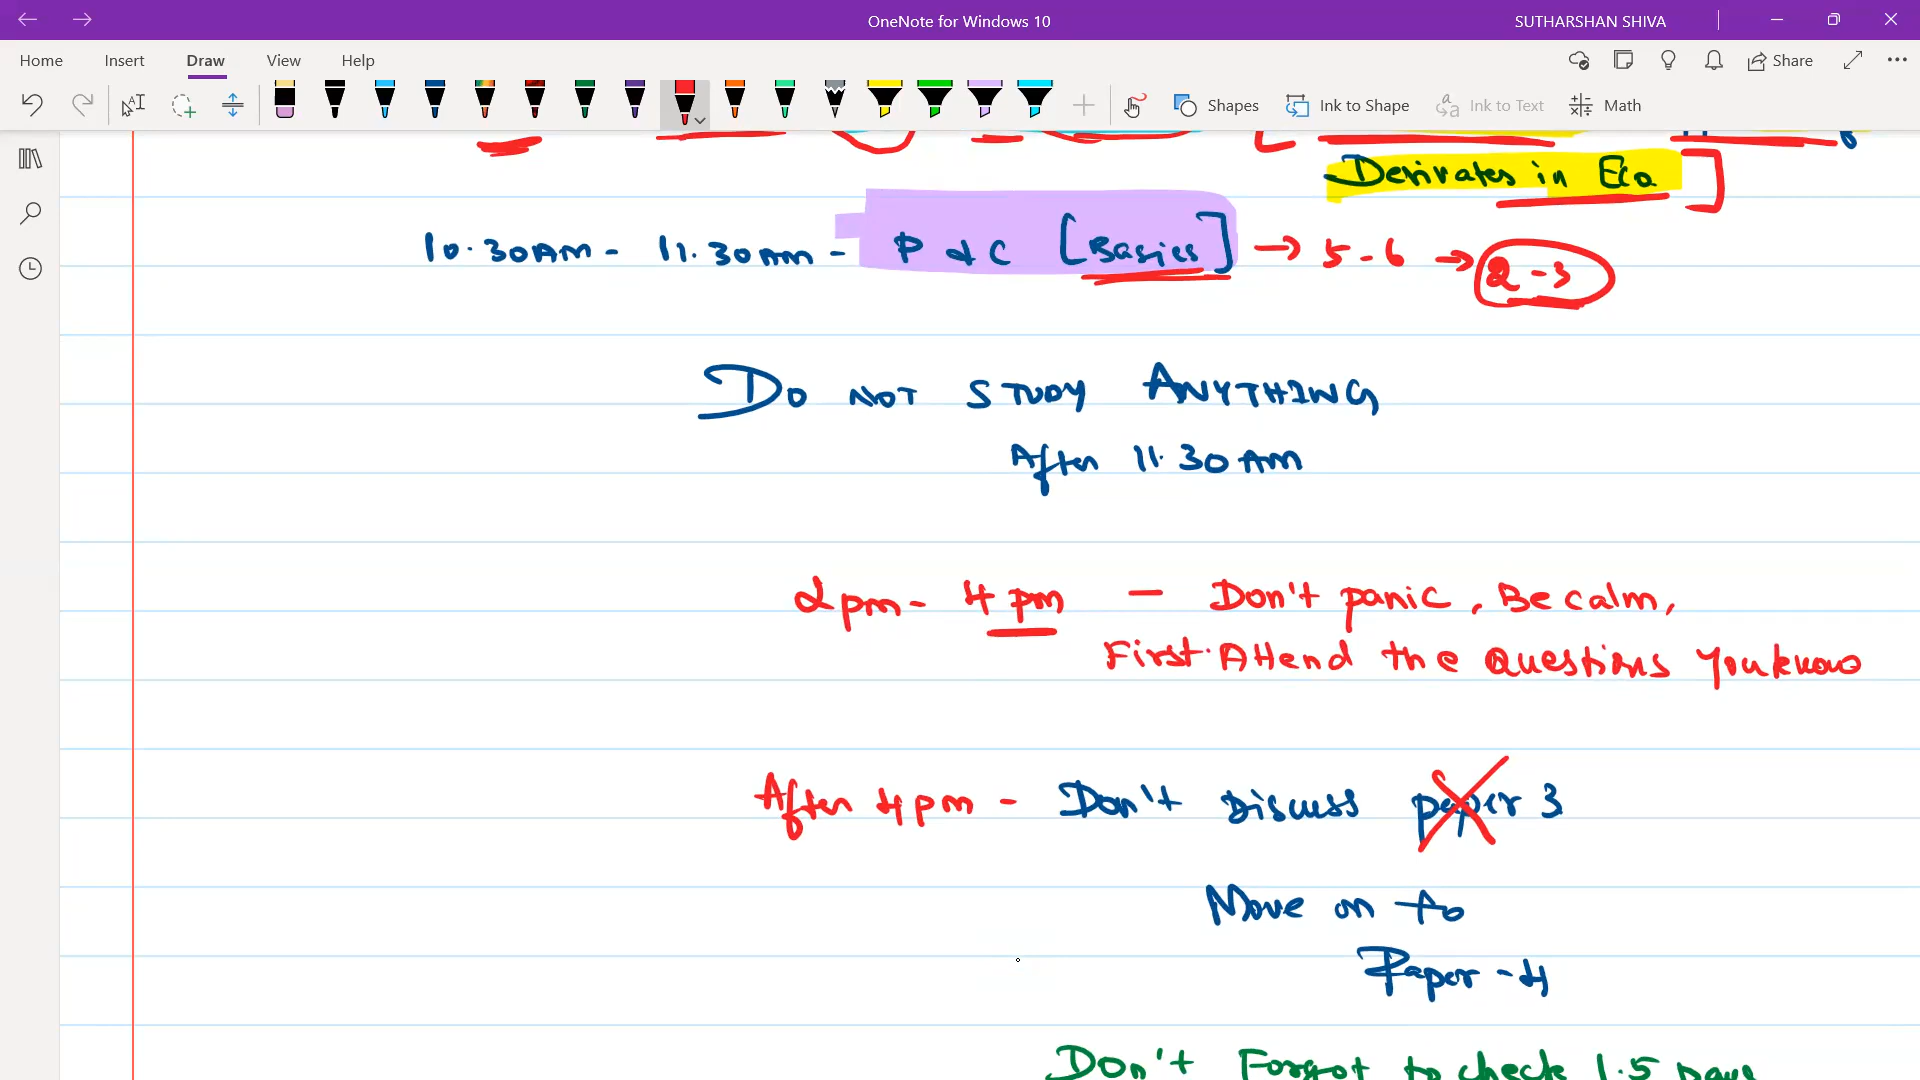 OneNote for Windows 10
SUTHARSHAN SHIVA
Home Insert Draw View Help
Share
Shapes Ink to Shape Ink to Text Math
Derivates in Eco]
10.30AM - 11.30AM - P & C [Basics] → 5-6 → 2-3
DO NOT STUDY ANYTHING
After 11.30 AM
2pm - 4pm - Don't panic, Be calm,
First Attend the Questions You know
After 4pm - Don't Discuss paper 3
Move on to
Paper - 4
Don't Forgot to check 1.5 Days